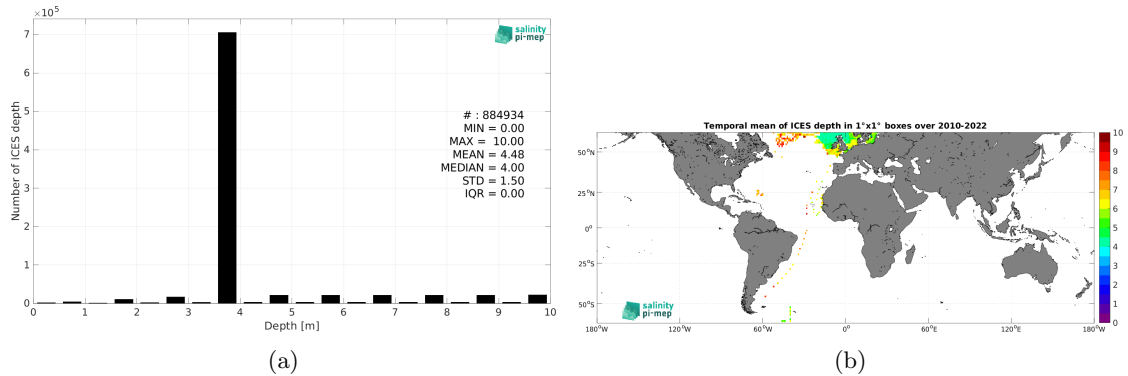 ×10⁵
7
6
5
4
3
2
1
0
Number of ICES depth
0 1 2 3 4 5 6 7 8 9 10
Depth [m]
salinity
pi-mep
# : 884934
MIN = 0.00
MAX = 10.00
MEAN = 4.48
MEDIAN = 4.00
STD = 1.50
IQR = 0.00
(a)
Temporal mean of ICES depth in 1°x1° boxes over 2010-2022
50°N
25°N
0°
25°S
50°S
180°W 120°W 60°W 0° 60°E 120°E 180°E
salinity
pi-mep
10
9
8
7
6
5
4
3
2
1
0
(b)